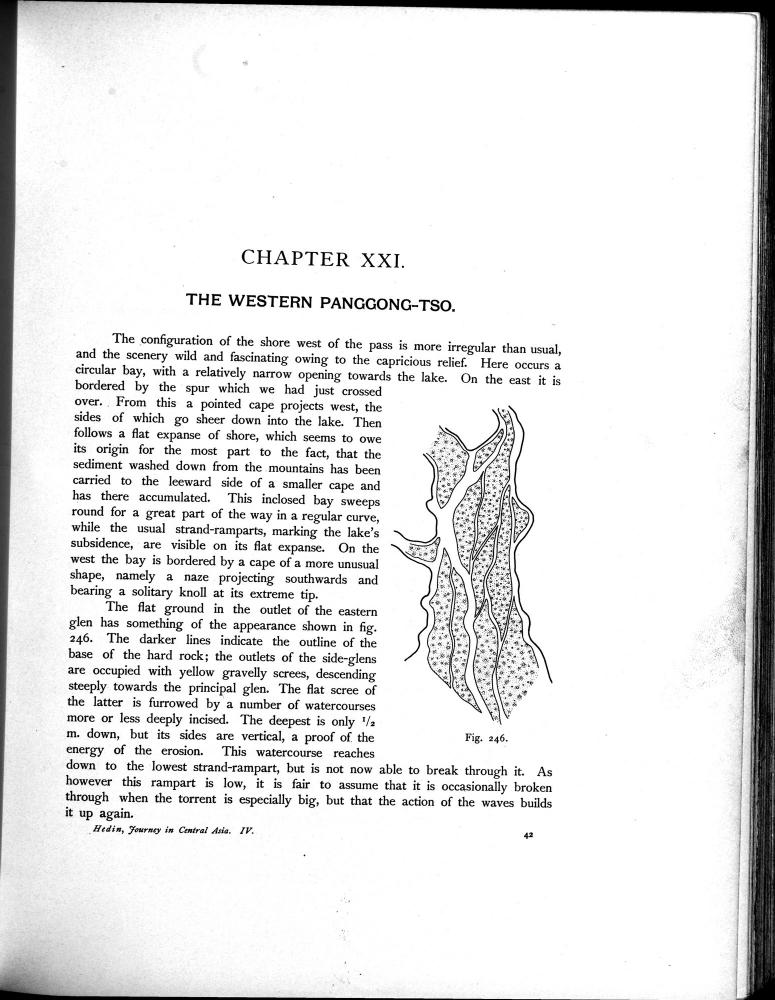 CHAPTER XXI.
THE WESTERN PANGGONG-TSO.
The configuration of the shore west of the pass is more irregular than usual,
and the scenery wild and fascinating owing to the capricious relief. Here occurs a
circular bay, with a relatively narrow opening towards the lake. On the east it is
bordered by the spur which we had just crossed
over. From this a pointed cape projects west, the
sides of which go sheer down into the lake. Then
follows a flat expanse of shore, which seems to owe
its origin for the most part to the fact, that the
sediment washed down from the mountains has been
carried to the leeward side of a smaller cape and
has there accumulated. This inclosed bay sweeps
round for a great part of the way in a regular curve,
while the usual strand-ramparts, marking the lake's
subsidence, are visible on its flat expanse. On the
west the bay is bordered by a cape of a more unusual
shape, namely a naze projecting southwards and
bearing a solitary knoll at its extreme tip.
The flat ground in the outlet of the eastern
glen has something of the appearance shown in fig.
246. The darker lines indicate the outline of the
base of the hard rock; the outlets of the side-glens
are occupied with yellow gravelly screes, descending
steeply towards the principal glen. The flat scree of
the latter is furrowed by a number of watercourses
more or less deeply incised. The deepest is only 1/2
m. down, but its sides are vertical, a proof of the
energy of the erosion. This watercourse reaches
down to the lowest strand-rampart, but is not now able to break through it. As
however this rampart is low, it is fair to assume that it is occasionally broken
through when the torrent is especially big, but that the action of the waves builds
it up again.
Fig. 246.
Hedin, Journey in Central Asia. IV.
42